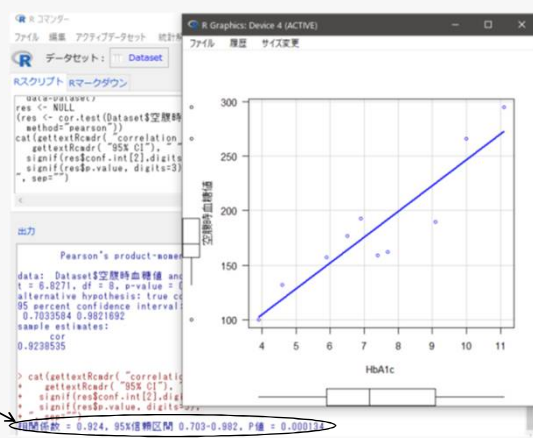 R コマンダー
ファイル 編集 アクティブデータセット 統計解
データセット: Dataset
Rスクリプト Rマークダウン
data=Dataset)
res <- NULL
(res <- cor.test(Dataset$空腹時
method="pearson"))
cat(gettextRcmdr( "correlation
gettextRcmdr( "95% CI"), " "
signif(res$conf.int[2],digits
signif(res$p.value, digits=3)
", sep="")
出力
Pearson's product-momen
data: Dataset$空腹時血糖値 and
t = 6.8271, df = 8, p-value = 0
alternative hypothesis: true co
95 percent confidence interval:
0.7033584 0.9821692
sample estimates:
cor
0.9238535
> cat(gettextRcmdr( "correlatio
+ gettextRcmdr( "95% CI"),
+ signif(res$conf.int[2],dig
+ signif(res$p.value, digits=3),
+ ", sep="")
相関係数 = 0.924, 95%信頼区間 0.703-0.982, P値 = 0.000134
R Graphics: Device 4 (ACTIVE)
ファイル 履歴 サイズ変更
300
250
200
150
100
空腹時血糖値
4 5 6 7 8 9 10 11
HbA1c